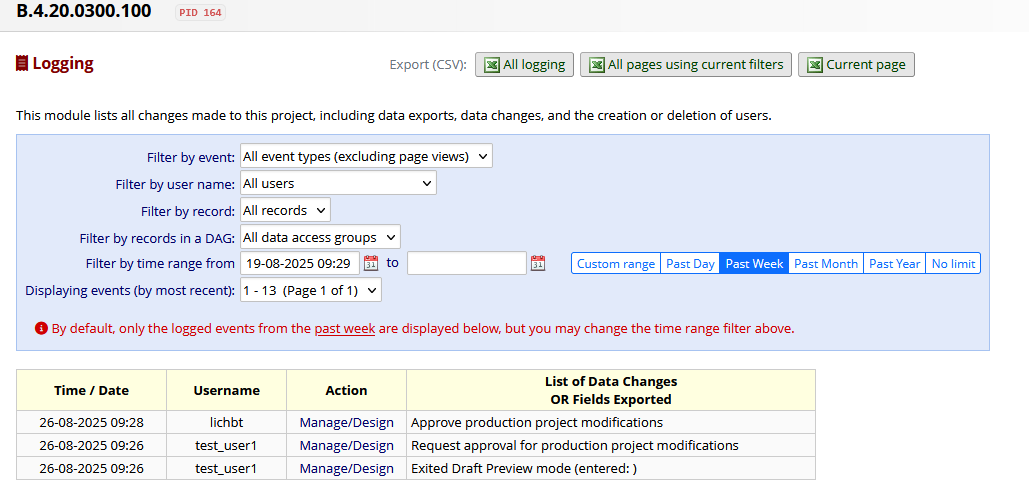 B.4.20.0300.100 PID 164
Logging Export (CSV): All logging All pages using current filters Current page
This module lists all changes made to this project, including data exports, data changes, and the creation or deletion of users.
Filter by event: All event types (excluding page views)
Filter by user name: All users
Filter by record: All records
Filter by records in a DAG: All data access groups
Filter by time range from 19-08-2025 09:29 31 to 31 Custom range Past Day Past Week Past Month Past Year No limit
Displaying events (by most recent): 1 - 13 (Page 1 of 1)
By default, only the logged events from the past week are displayed below, but you may change the time range filter above.
Time / Date Username Action List of Data Changes
OR Fields Exported
26-08-2025 09:28 lichbt Manage/Design Approve production project modifications
26-08-2025 09:26 test_user1 Manage/Design Request approval for production project modifications
26-08-2025 09:26 test_user1 Manage/Design Exited Draft Preview mode (entered: )